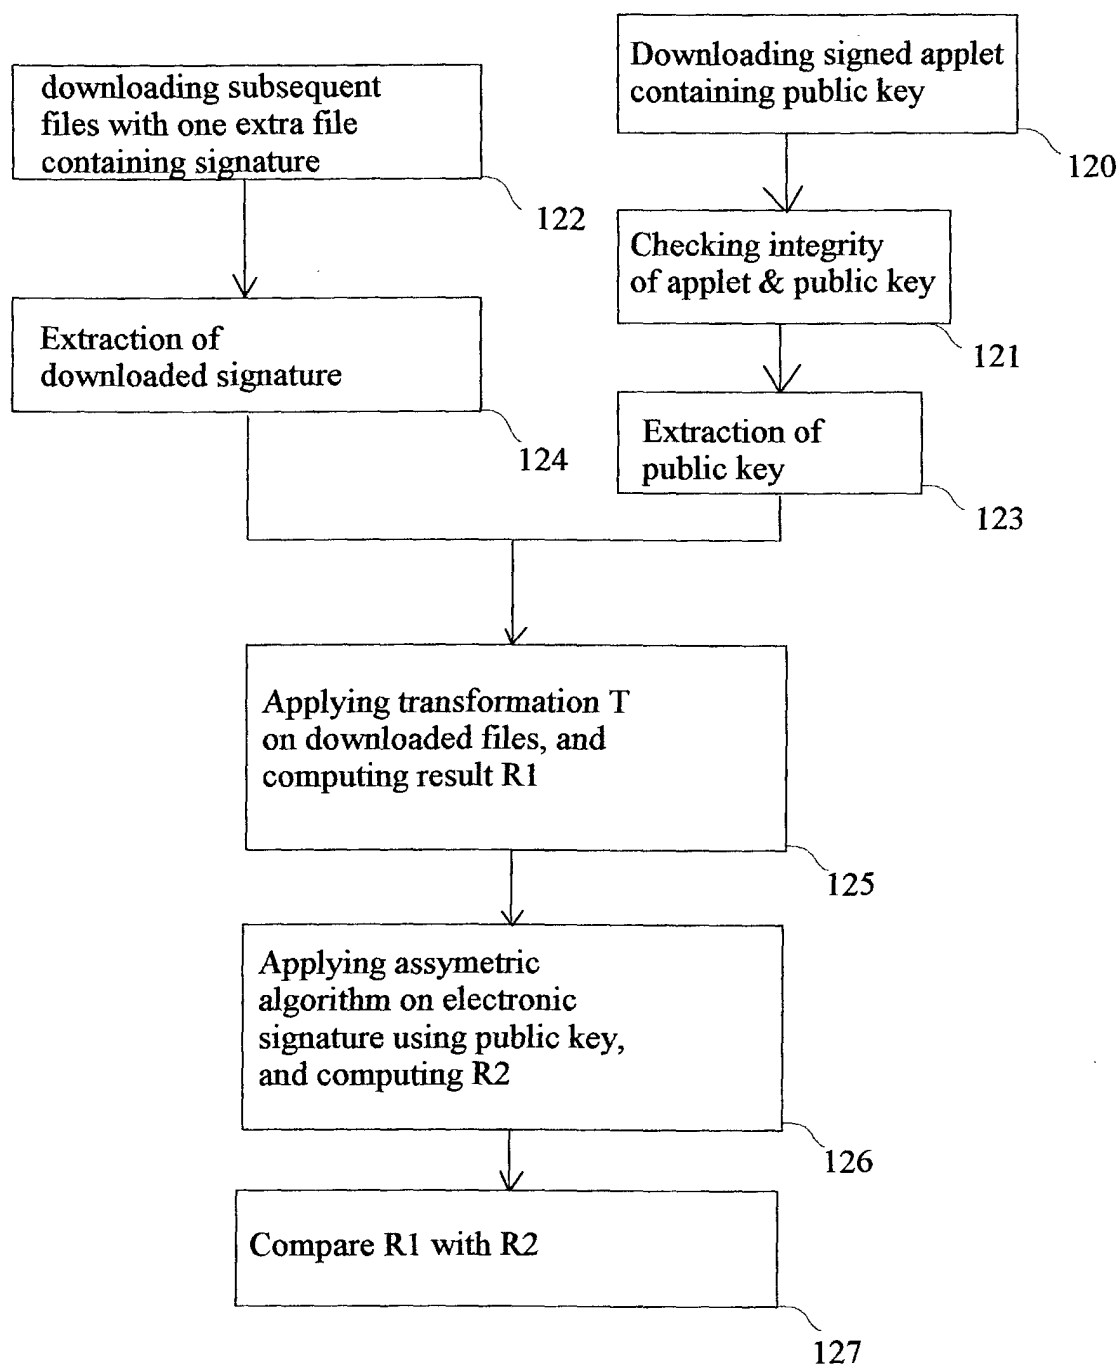 Downloading signed applet
containing public key
120
downloading subsequent
files with one extra file
containing signature
122
Checking integrity
of applet & public key
121
Extraction of
downloaded signature
124
Extraction of
public key
123
Applying transformation T
on downloaded files, and
computing result R1
125
Applying assymetric
algorithm on electronic
signature using public key,
and computing R2
126
Compare R1 with R2
127